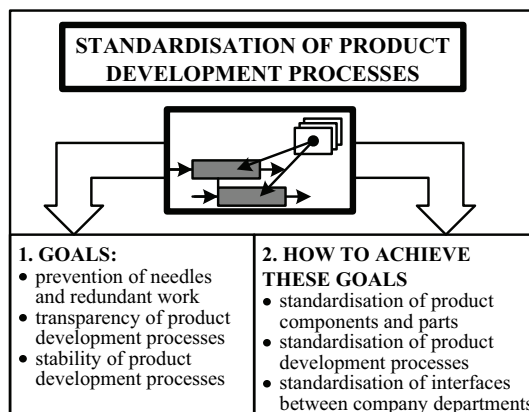 STANDARDISATION OF PRODUCT
DEVELOPMENT PROCESSES
1. GOALS:
• prevention of needles
and redundant work
• transparency of product
development processes
• stability of product
development processes
2. HOW TO ACHIEVE
THESE GOALS
• standardisation of product
components and parts
• standardisation of product
development processes
• standardisation of interfaces
between company departments